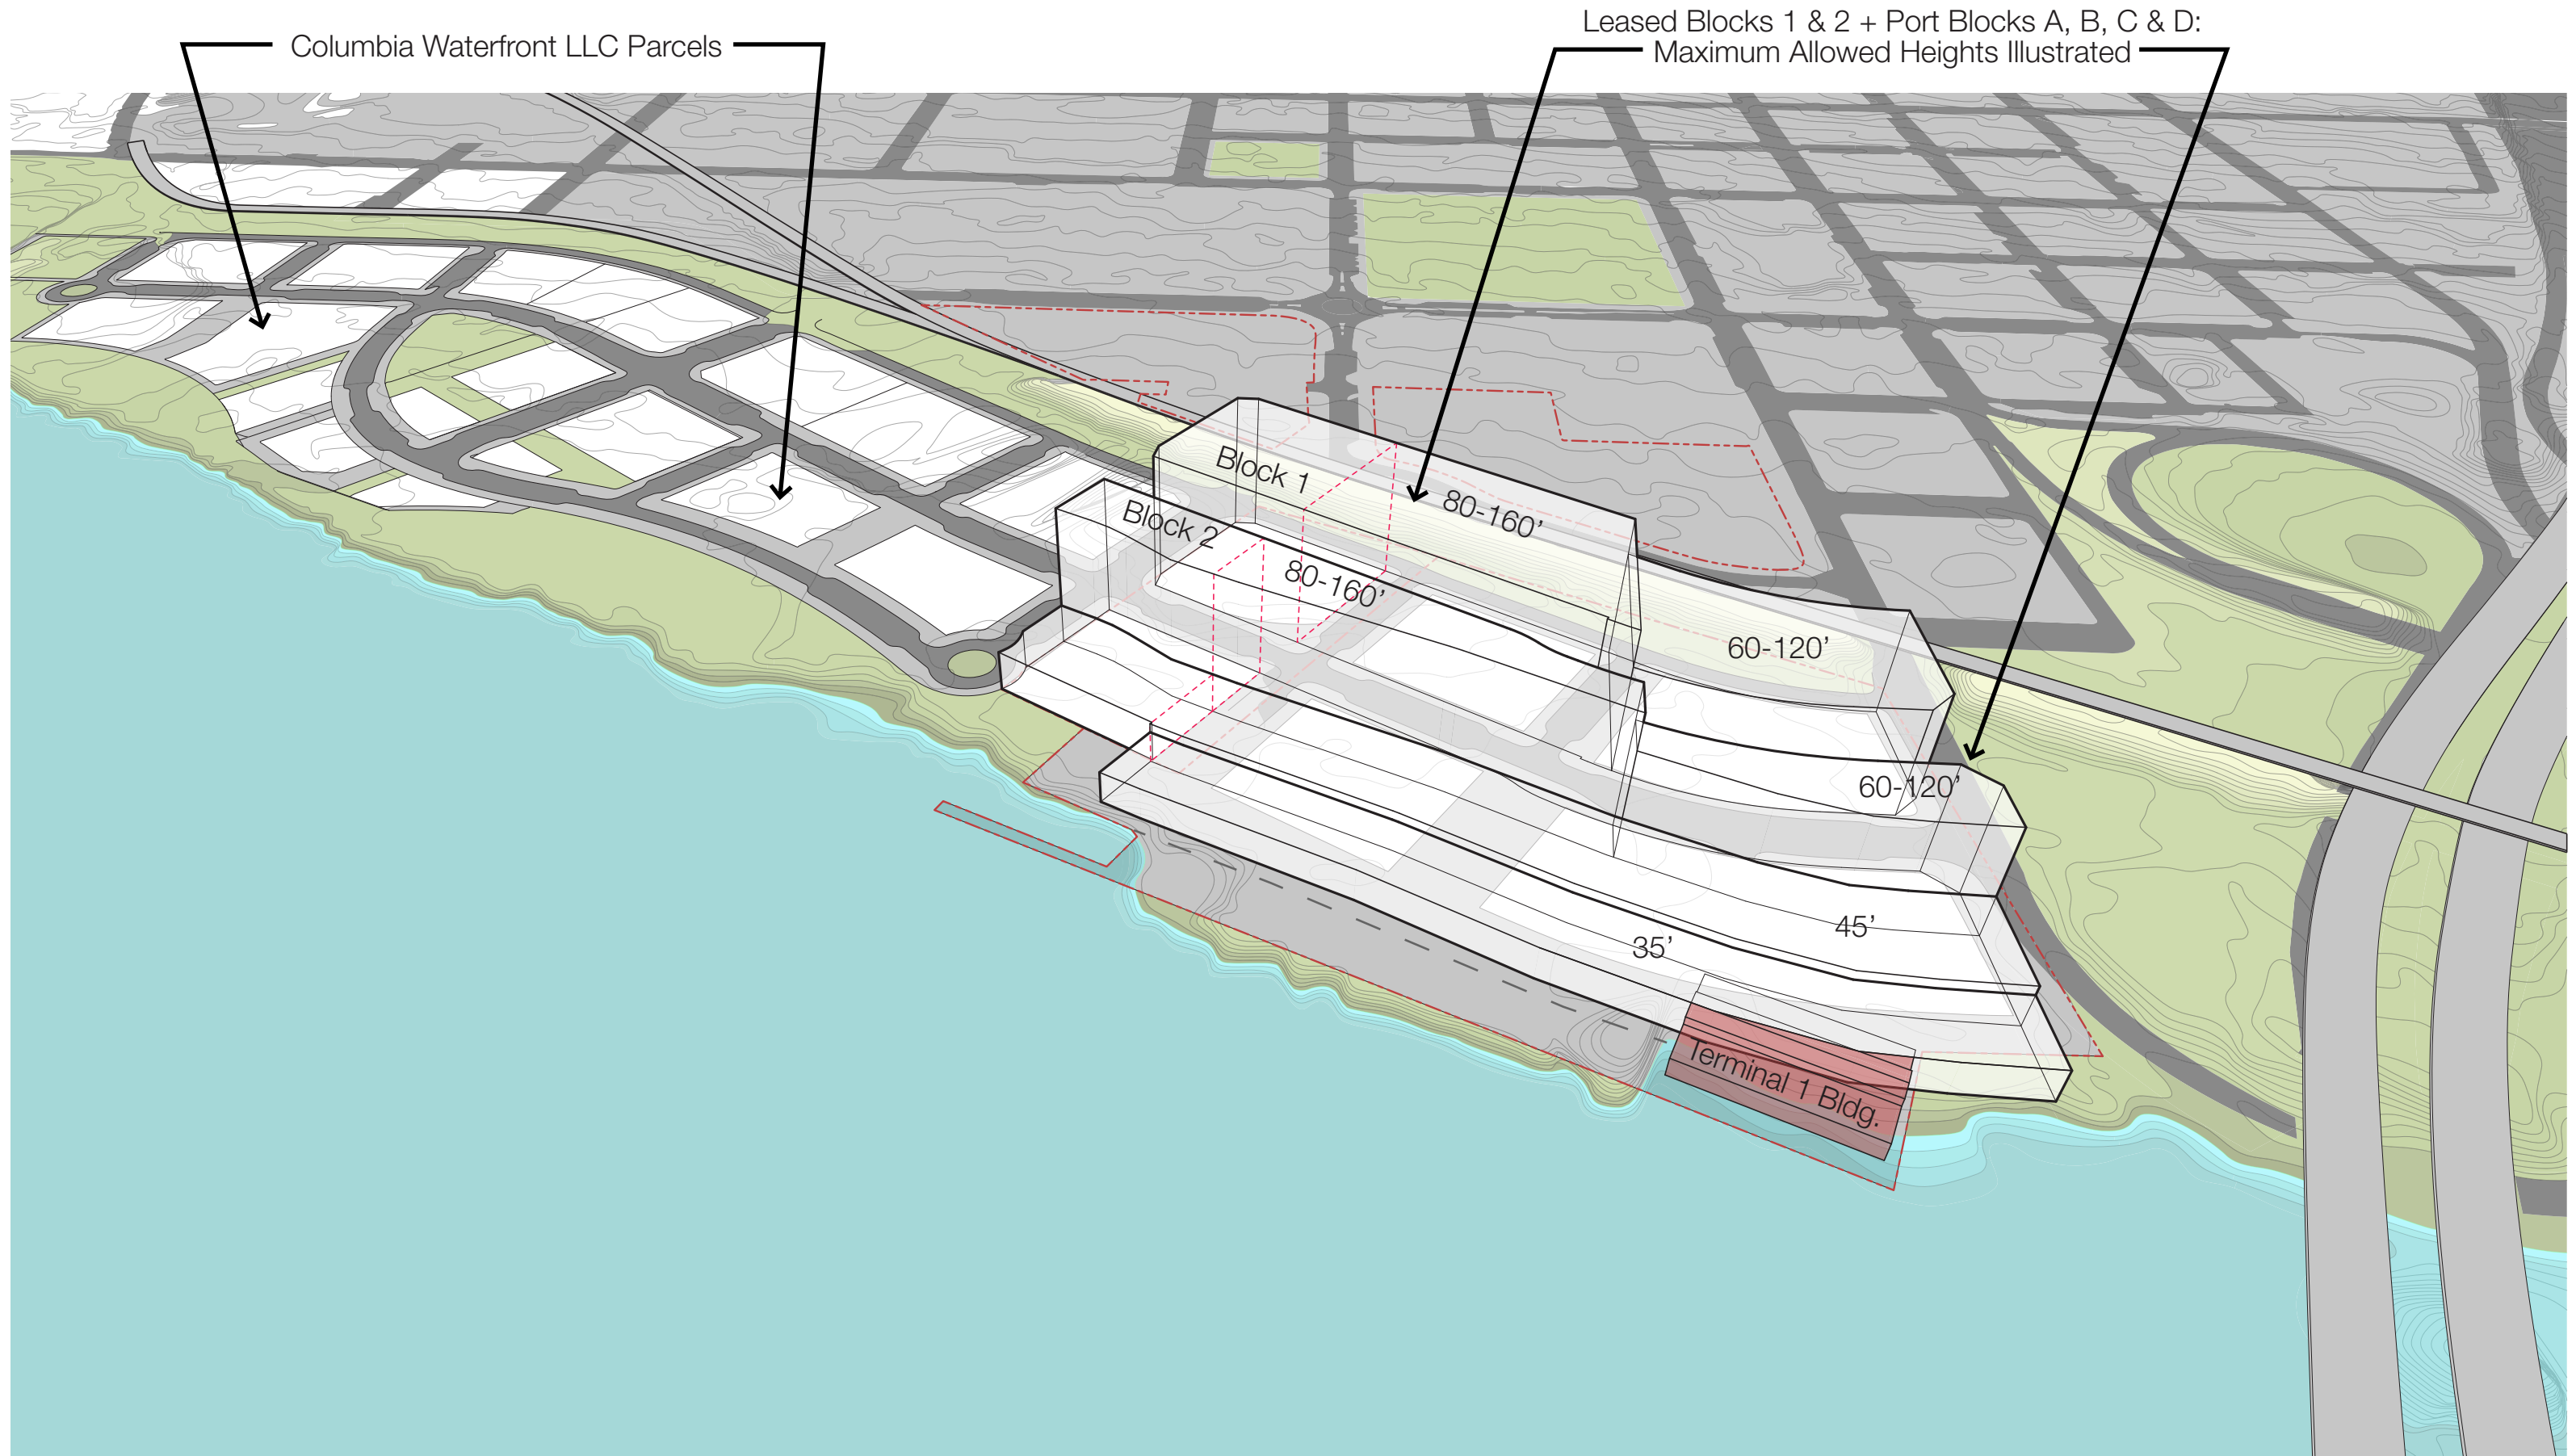 Leased Blocks 1 & 2 + Port Blocks A, B, C & D:
Columbia Waterfront LLC Parcels
Maximum Allowed Heights Illustrated
Block 1
80-160’
Block 2
80-160’
60-120’
60-120’
45’
35’
Terminal 1 Bldg.